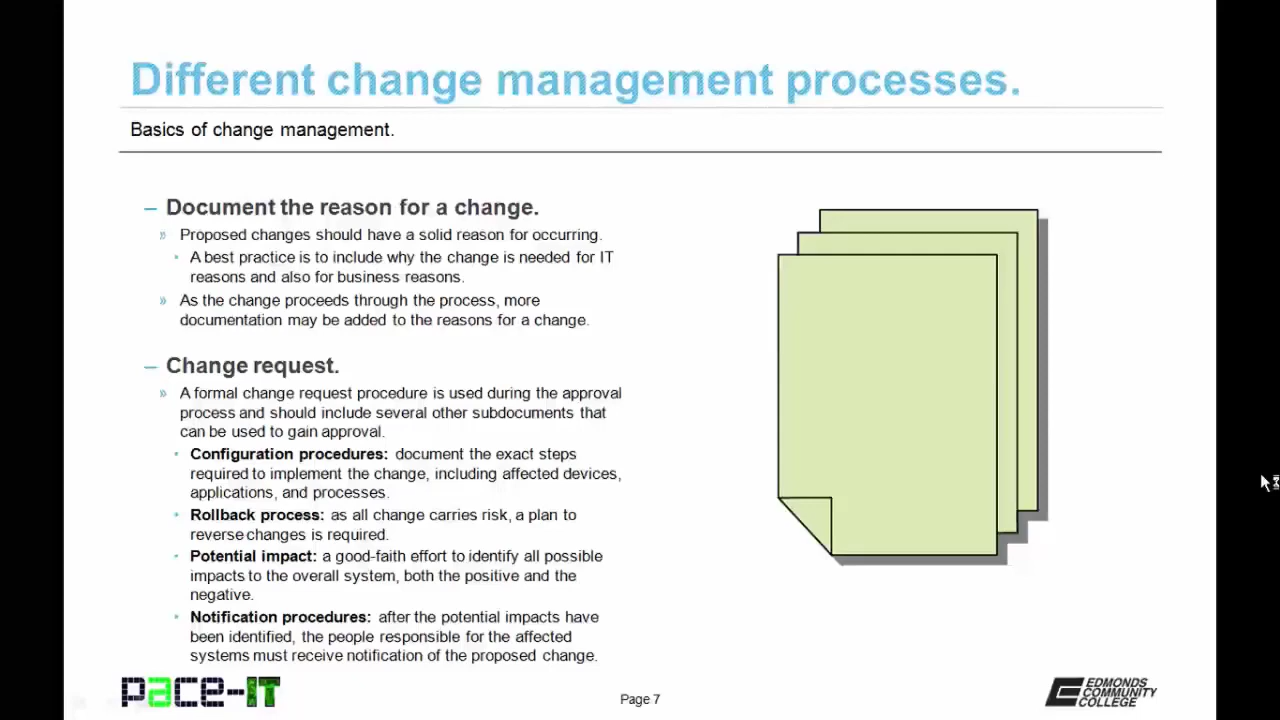 Different change management processes.
Basics of change management.
– Document the reason for a change.
» Proposed changes should have a solid reason for occurring.
• A best practice is to include why the change is needed for IT
reasons and also for business reasons.
» As the change proceeds through the process, more
documentation may be added to the reasons for a change.
– Change request.
» A formal change request procedure is used during the approval
process and should include several other subdocuments that
can be used to gain approval.
• Configuration procedures: document the exact steps
required to implement the change, including affected devices,
applications, and processes.
• Rollback process: as all change carries risk, a plan to
reverse changes is required.
• Potential impact: a good-faith effort to identify all possible
impacts to the overall system, both the positive and the
negative.
• Notification procedures: after the potential impacts have
been identified, the people responsible for the affected
systems must receive notification of the proposed change.
pace-IT
Page 7
EDMONDS
COMMUNITY
COLLEGE